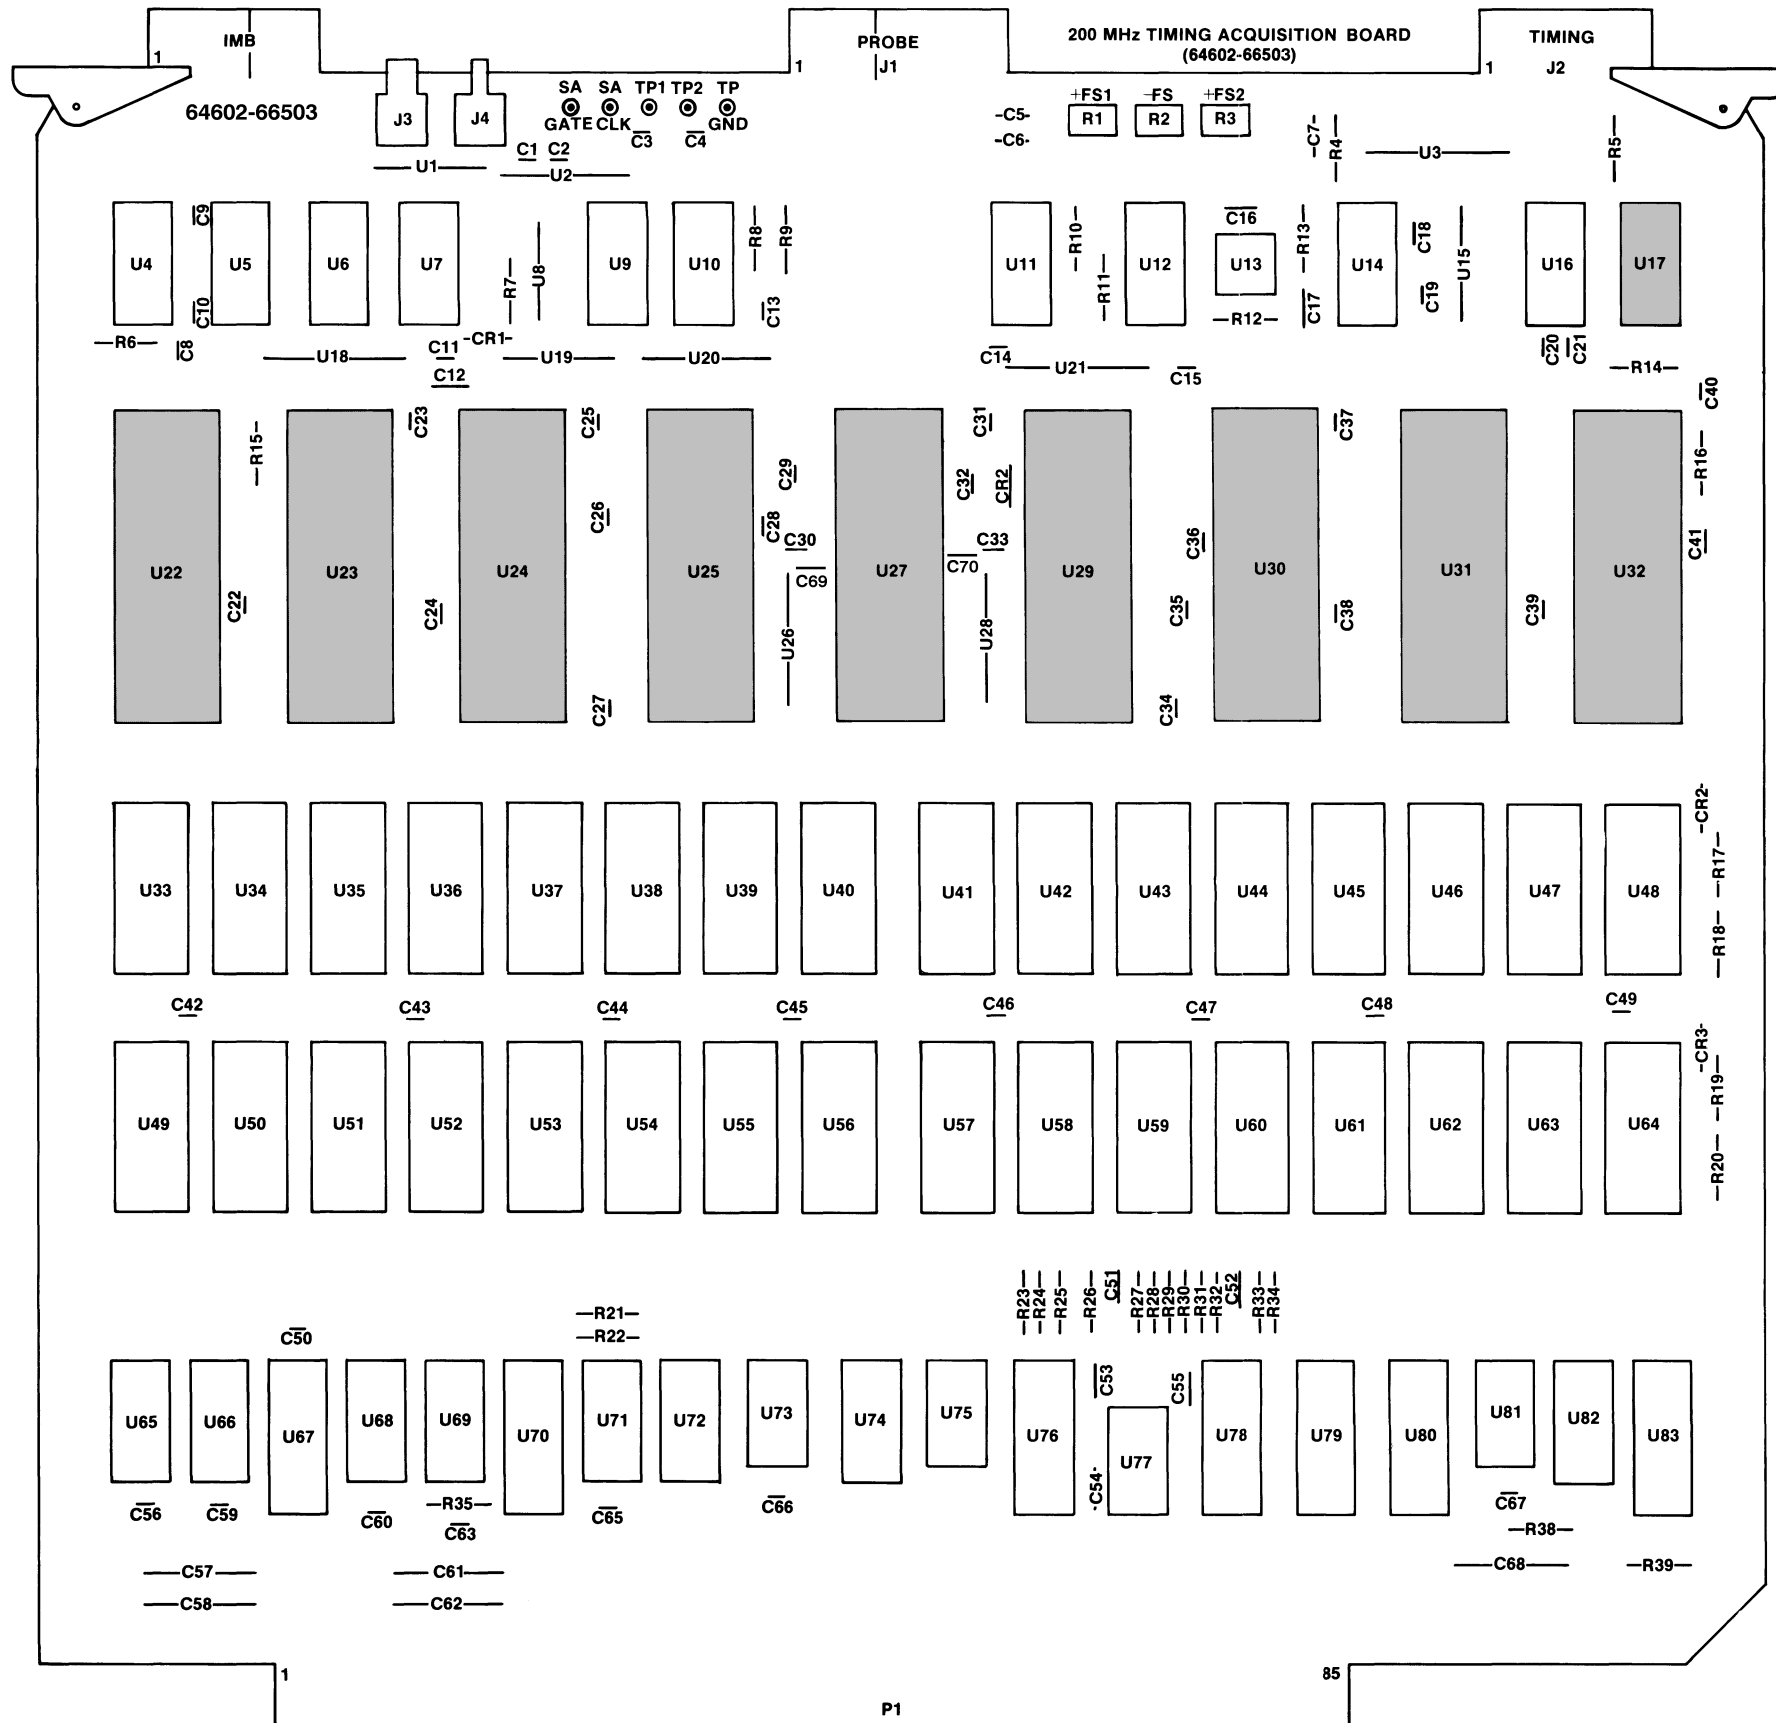 IMB
PROBE
200 MHz TIMING ACQUISITION BOARD
TIMING
1
1
J1
(64602-66503)
1
J2
64602-66503
J3
J4
SA
SA
TP1
TP2
TP
GATE
CLK
GND
C3
C4
+FS1
-FS
+FS2
-C5-
R1
R2
R3
-C6-
-C7-
R4
U3
R5
C1
C2
U1
U2
U4
C9
U5
U6
U7
R7
U8
U9
U10
R8
R9
U11
R10
R11
U12
C16
U13
R13
U14
C18
U15
U16
U17
C10
C13
R12
C17
C19
R6
C8
U18
C11
-CR1-
C12
U19
U20
C14
U21
C15
C20
C21
R14
C40
U22
R15
C22
U23
C23
C24
U24
C25
C26
C27
U25
C29
C28
C30
C69
U26
U27
C31
C32
CR2
C33
C70
U28
U29
C36
C35
C34
U30
C37
C38
U31
C39
U32
R16
C41
U33
U34
U35
U36
U37
U38
U39
U40
U41
U42
U43
U44
U45
U46
U47
U48
-CR2-
R17
R18
C42
C43
C44
C45
C46
C47
C48
C49
U49
U50
U51
U52
U53
U54
U55
U56
U57
U58
U59
U60
U61
U62
U63
U64
-CR3-
R19
R20
C50
R21
R22
R23
R24
R25
R26
C51
R27
R28
R29
R30
R31
R32
C52
R33
R34
U65
U66
U67
U68
U69
U70
U71
U72
U73
U74
U75
U76
C53
C55
U77
-C54-
U78
U79
U80
U81
U82
U83
C56
C59
C60
R35
C63
C65
C66
C67
R38
C57
C61
C68
R39
C58
C62
1
85
P1